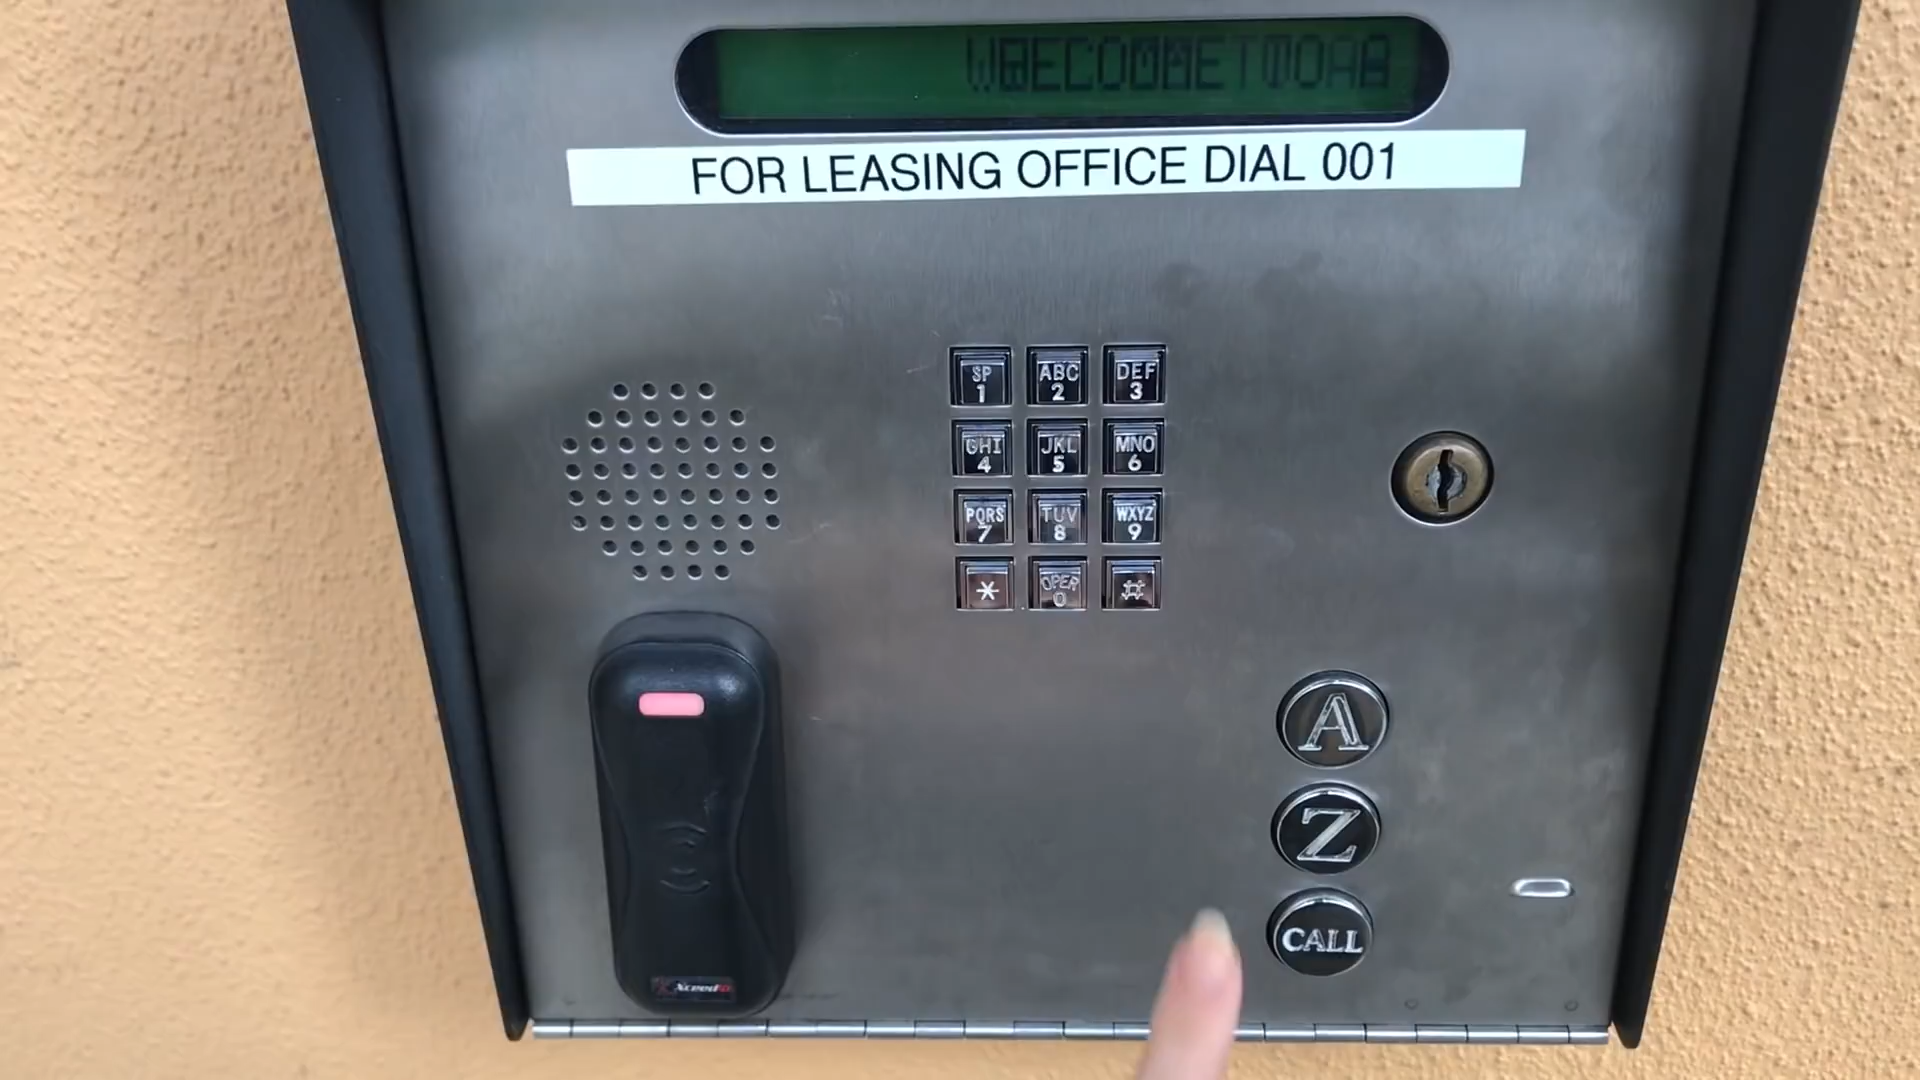 FOR LEASING OFFICE DIAL 001
SP ABC DEF
1 2 3
GHI JKL MNO
4 5 6
PQRS TUV WXYZ
7 8 9
* OPER #
0
A
Z
CALL
XceedID